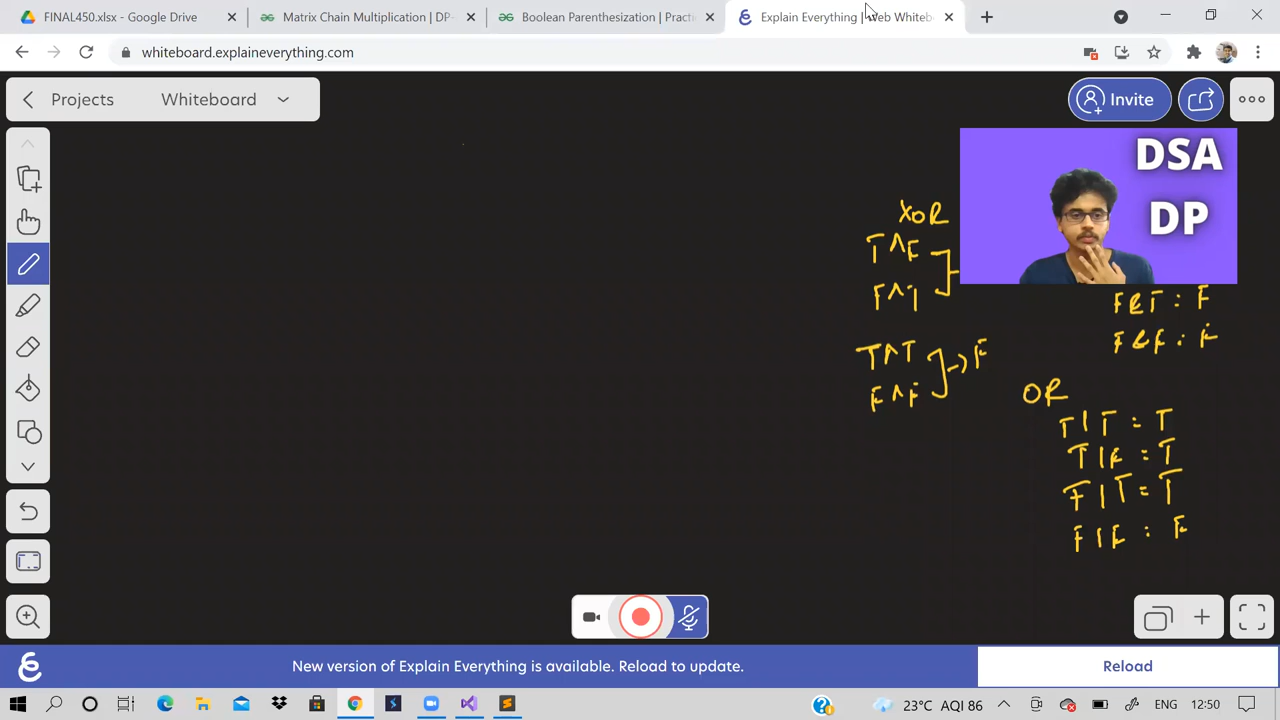 FINAL450.xlsx - Google Drive
Matrix Chain Multiplication | DP-
Boolean Parenthesization | Practi
Explain Everything | Web Whiteb
whiteboard.explaineverything.com
Projects
Whiteboard
Invite
DSA
DP
XOR
T ^ F
F ^ T
T ^ T
F ^ F
→ F
F & T : F
F & F : F
OR
T | T = T
T | F = T
F | T = T
F | F : F
New version of Explain Everything is available. Reload to update.
Reload
23°C AQI 86
ENG
12:50